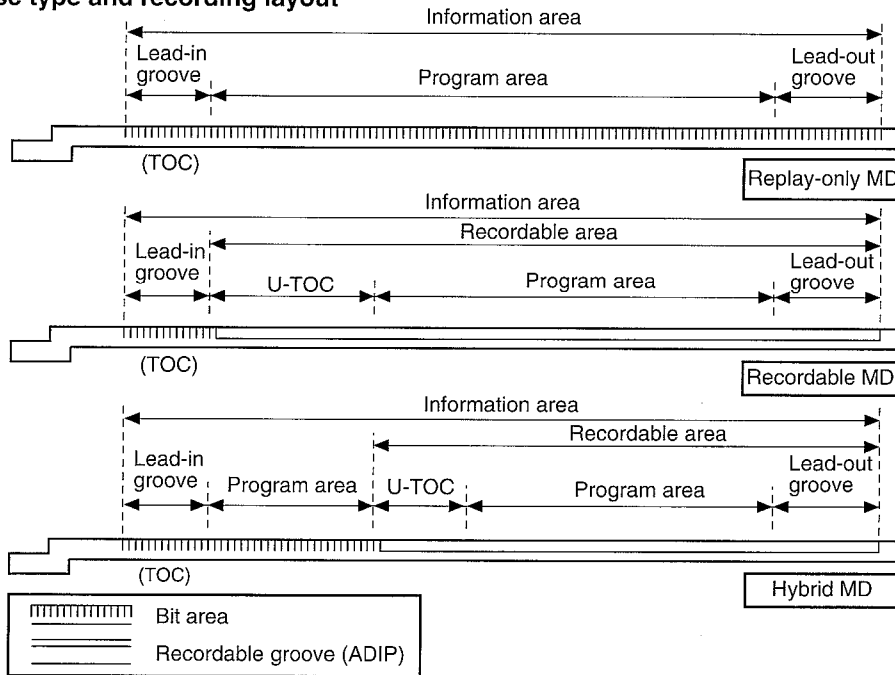 se type and recording layout
Information area
Lead-in groove
Program area
Lead-out groove
(TOC)
Replay-only MD
Information area
Recordable area
Lead-in groove
U-TOC
Program area
Lead-out groove
(TOC)
Recordable MD
Information area
Recordable area
Lead-in groove
Program area
U-TOC
Program area
Lead-out groove
(TOC)
Hybrid MD
Bit area
Recordable groove (ADIP)